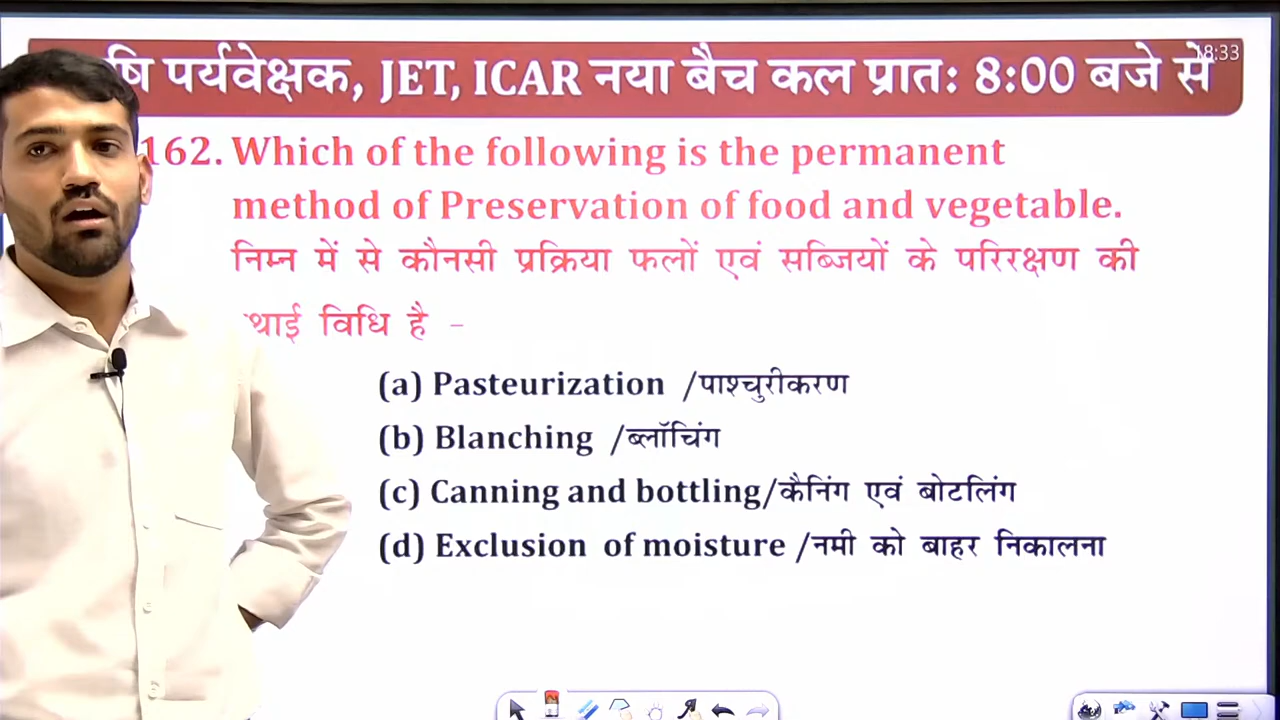 षि पर्यवेक्षक, JET, ICAR नया बैच कल प्रात: 8:00 बजे से
18:33
162. Which of the following is the permanent
method of Preservation of food and vegetable.
निम्न में से कौनसी प्रक्रिया फलों एवं सब्जियों के परिरक्षण की
थाई विधि है -
(a) Pasteurization /पाश्चुरीकरण
(b) Blanching /ब्लॉचिंग
(c) Canning and bottling/कैनिंग एवं बोटलिंग
(d) Exclusion of moisture /नमी को बाहर निकालना